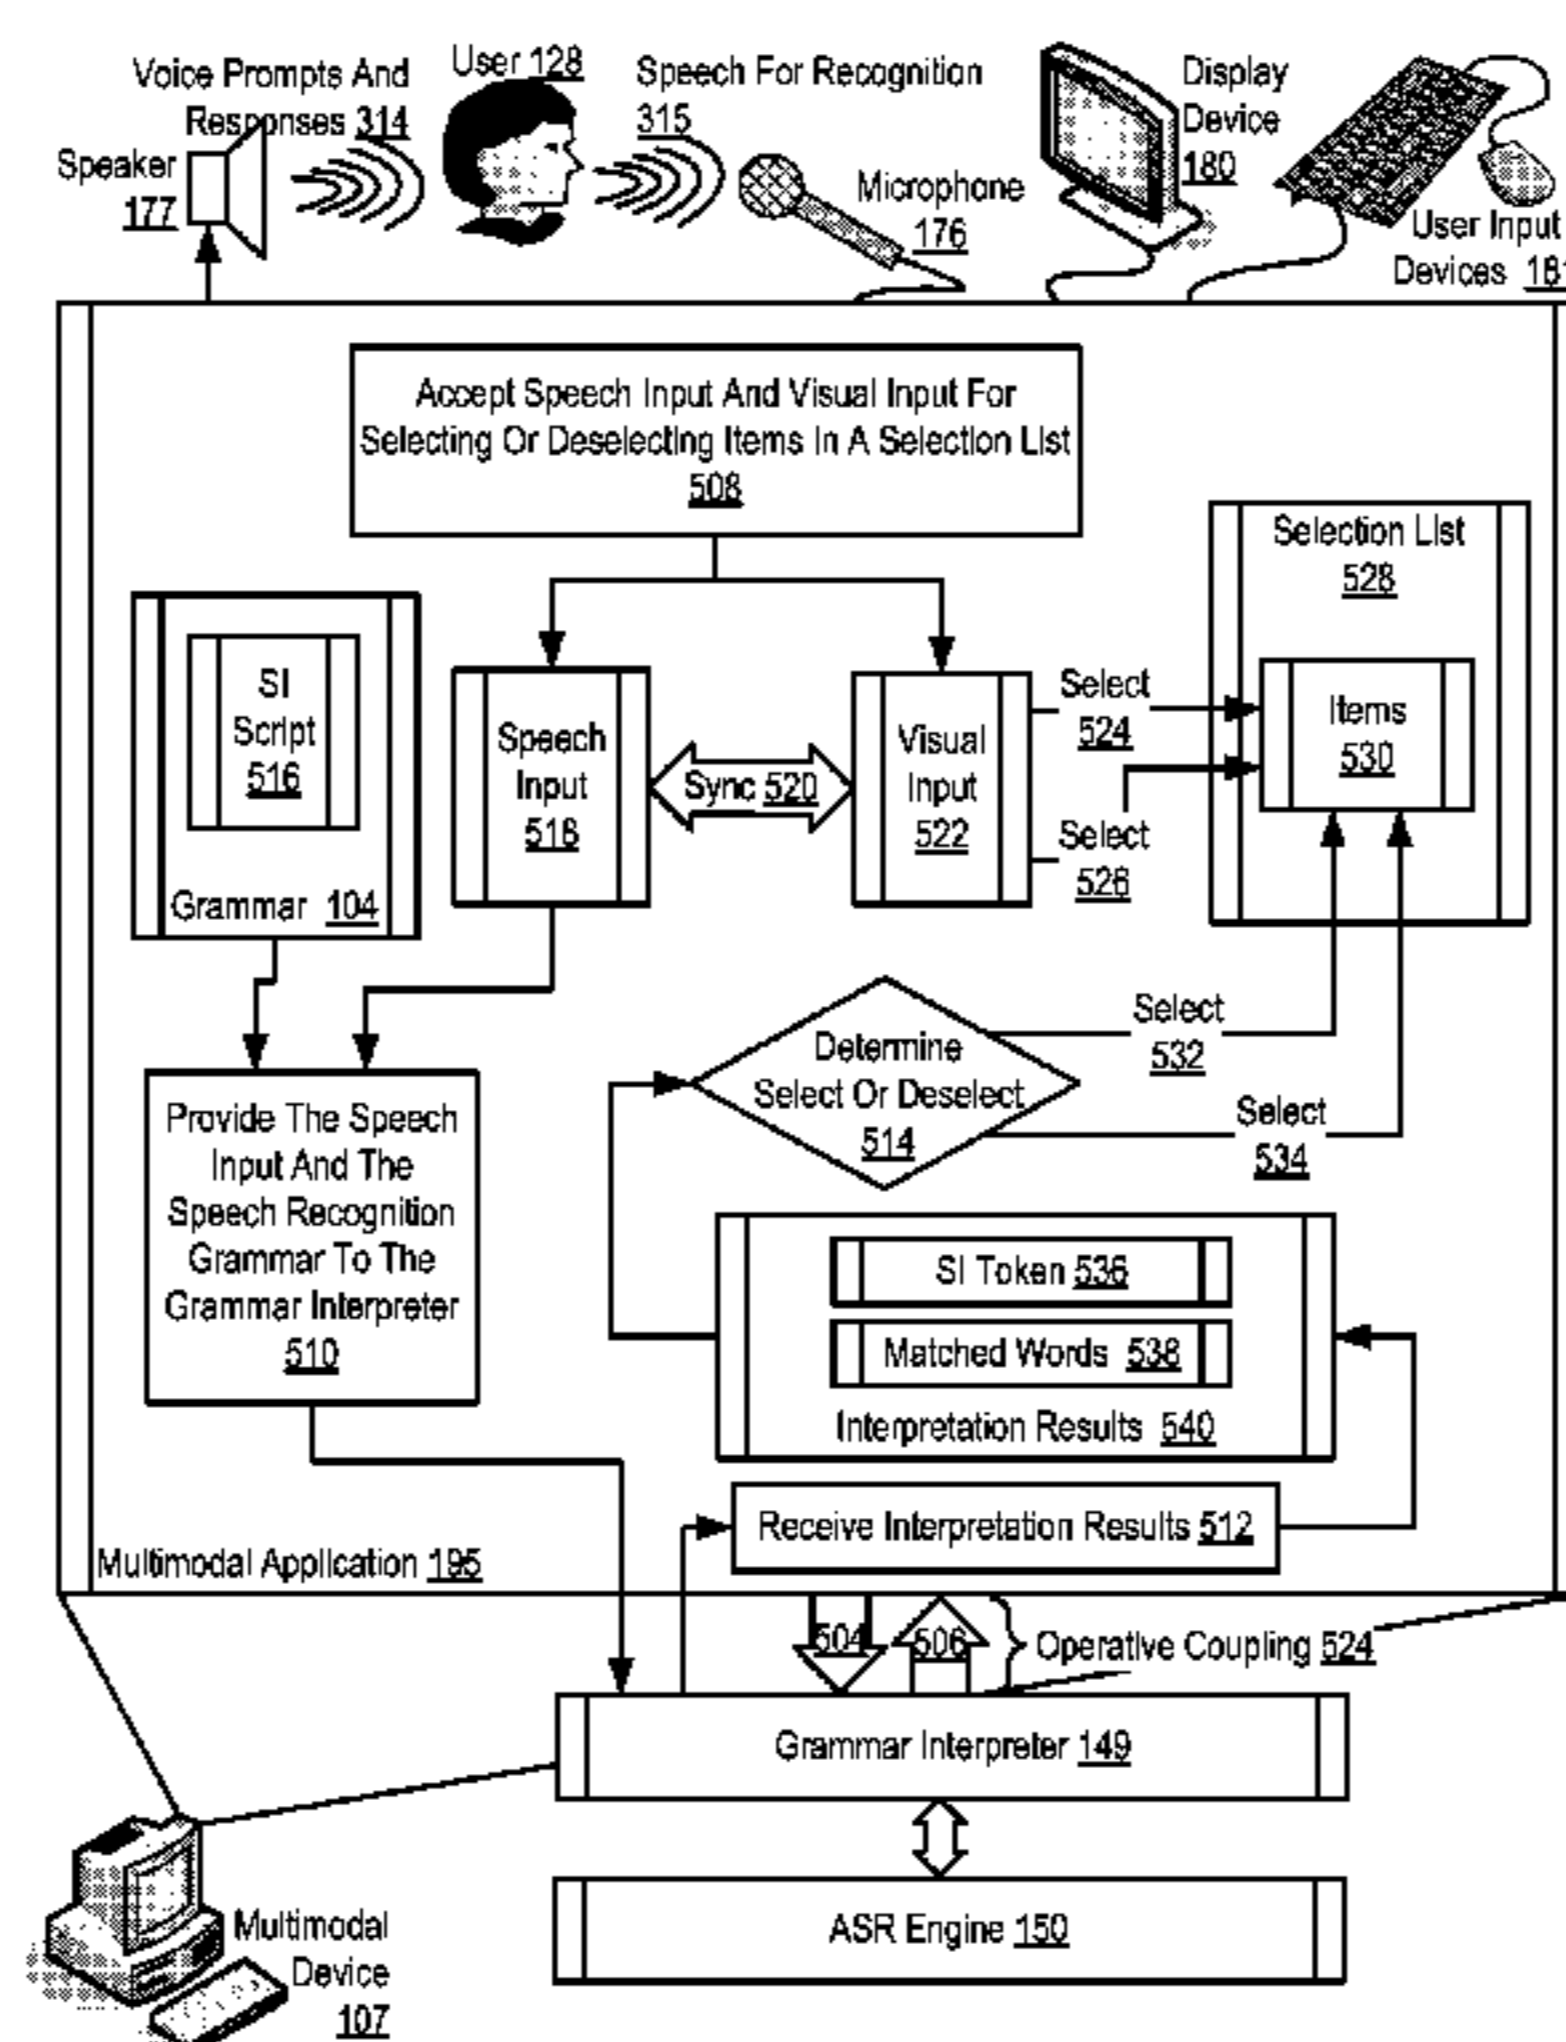 Voice Prompts And
Responses 314
User 128
Speech For Recognition
315
Display
Device
180
Speaker
177
Microphone
176
User Input
Devices 181
Accept Speech Input And Visual Input For
Selecting Or Deselecting Items In A Selection List
508
Selection List
528
SI
Script
516
Grammar 104
Speech
Input
518
Sync 520
Visual
Input
522
Select
524
Select
526
Items
530
Determine
Select Or Deselect
514
Select
532
Select
534
Provide The Speech
Input And The
Speech Recognition
Grammar To The
Grammar Interpreter
510
SI Token 536
Matched Words 538
Interpretation Results 540
Receive Interpretation Results 512
Multimodal Application 195
504
506
Operative Coupling 524
Grammar Interpreter 149
ASR Engine 150
Multimodal
Device
107